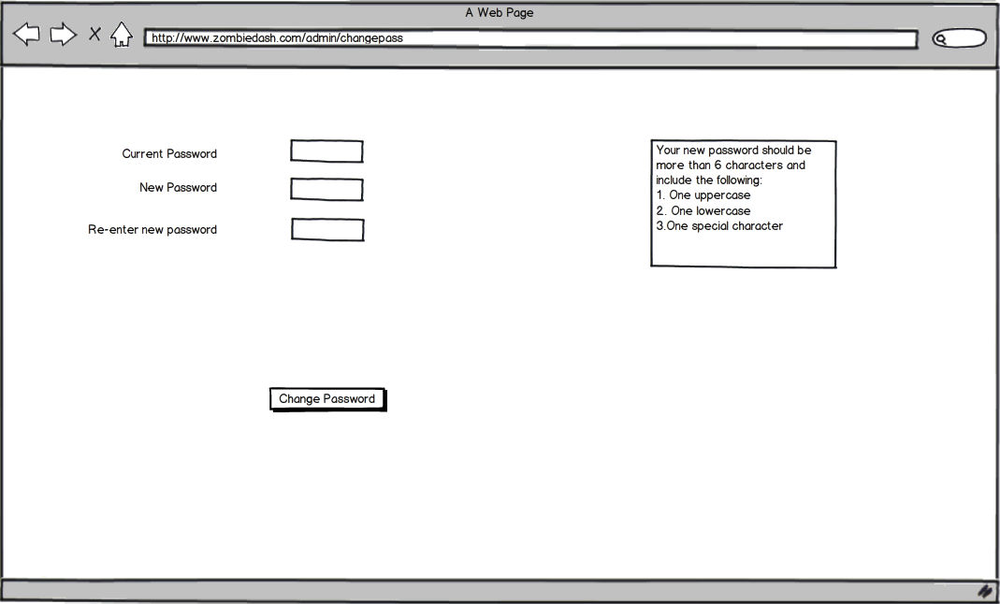 A Web Page
http://www.zombiedash.com/admin/changepass
Current Password
New Password
Re-enter new password
Your new password should be
more than 6 characters and
include the following:
1. One uppercase
2. One lowercase
3.One special character
Change Password